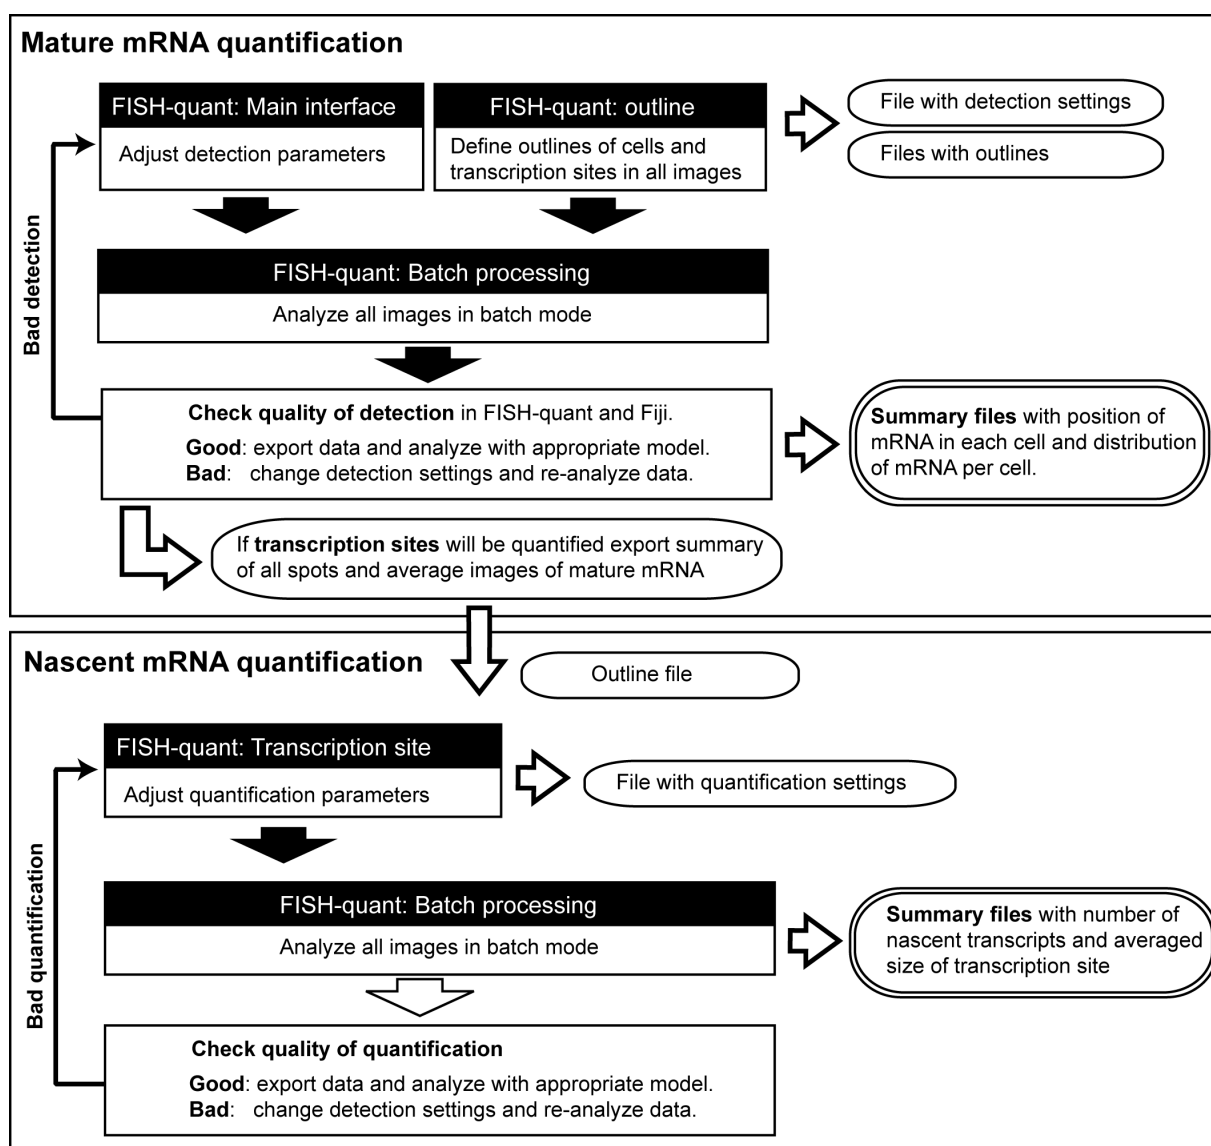 Mature mRNA quantification
FISH-quant: Main interface
Adjust detection parameters
FISH-quant: outline
Define outlines of cells and
transcription sites in all images
File with detection settings
Files with outlines
Bad detection
FISH-quant: Batch processing
Analyze all images in batch mode
Check quality of detection in FISH-quant and Fiji.
Good: export data and analyze with appropriate model.
Bad: change detection settings and re-analyze data.
Summary files with position of
mRNA in each cell and distribution
of mRNA per cell.
If transcription sites will be quantified export summary
of all spots and average images of mature mRNA
Nascent mRNA quantification
Outline file
FISH-quant: Transcription site
Adjust quantification parameters
File with quantification settings
Bad quantification
FISH-quant: Batch processing
Analyze all images in batch mode
Summary files with number of
nascent transcripts and averaged
size of transcription site
Check quality of quantification
Good: export data and analyze with appropriate model.
Bad: change detection settings and re-analyze data.